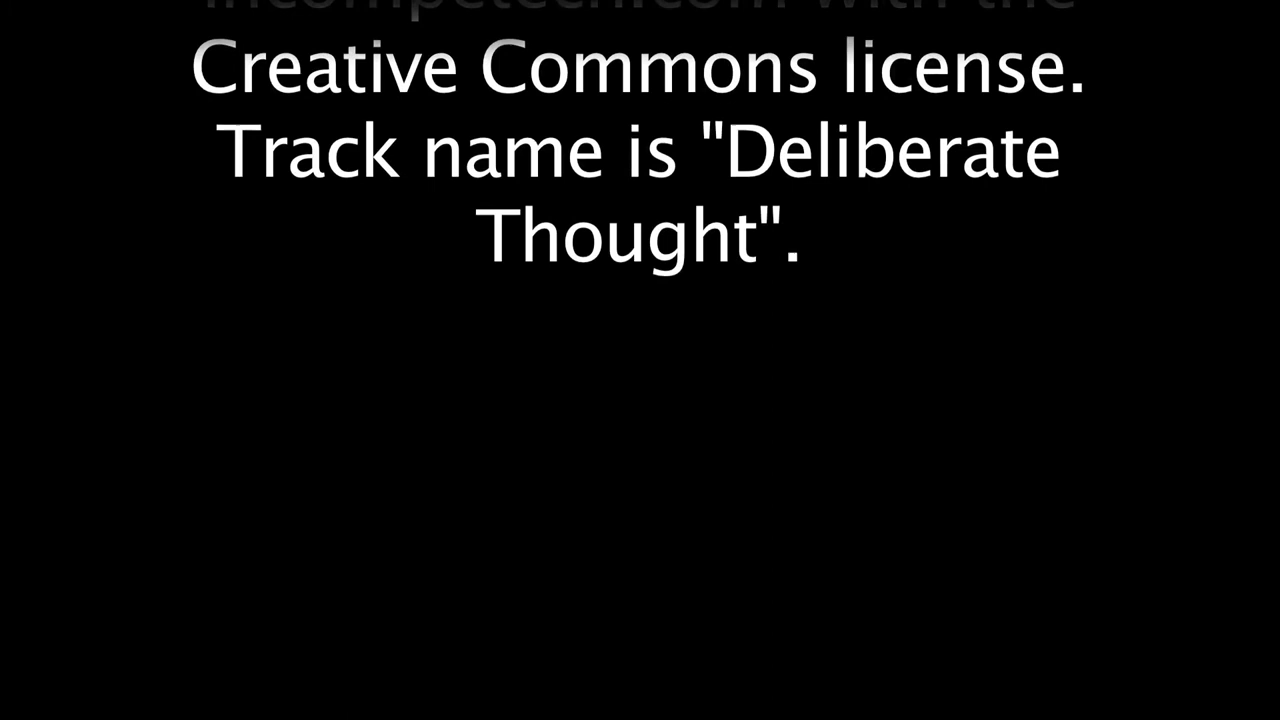 incompetech.com with the
Creative Commons license.
Track name is "Deliberate
Thought".